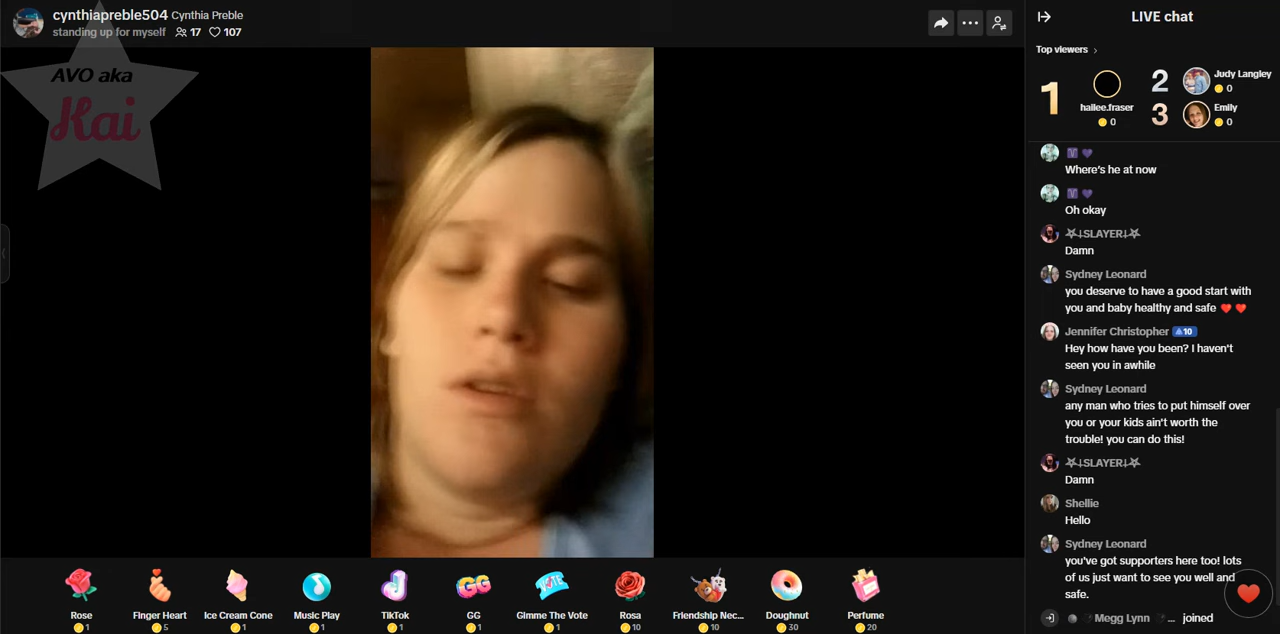 cynthiapreble504 Cynthia Preble
standing up for myself 17 107
AVO aka
Kai
LIVE chat
Top viewers
1
hailee.fraser
0
2
Judy Langley
0
3
Emily
0
V
Where's he at now
V
Oh okay
⛧⸸SLAYER⸸⛧
Damn
Sydney Leonard
you deserve to have a good start with
you and baby healthy and safe ❤️ ❤️
Jennifer Christopher 10
Hey how have you been? I haven't
seen you in awhile
Sydney Leonard
any man who tries to put himself over
you or your kids ain't worth the
trouble! you can do this!
⛧⸸SLAYER⸸⛧
Damn
Shellie
Hello
Sydney Leonard
you've got supporters here too! lots
of us just want to see you well and
safe.
Megg Lynn ... joined
GG
VOTE
Rose Finger Heart Ice Cream Cone Music Play TikTok GG Gimme The Vote Rosa Friendship Nec... Doughnut Perfume
1 5 1 1 1 1 1 10 10 30 20